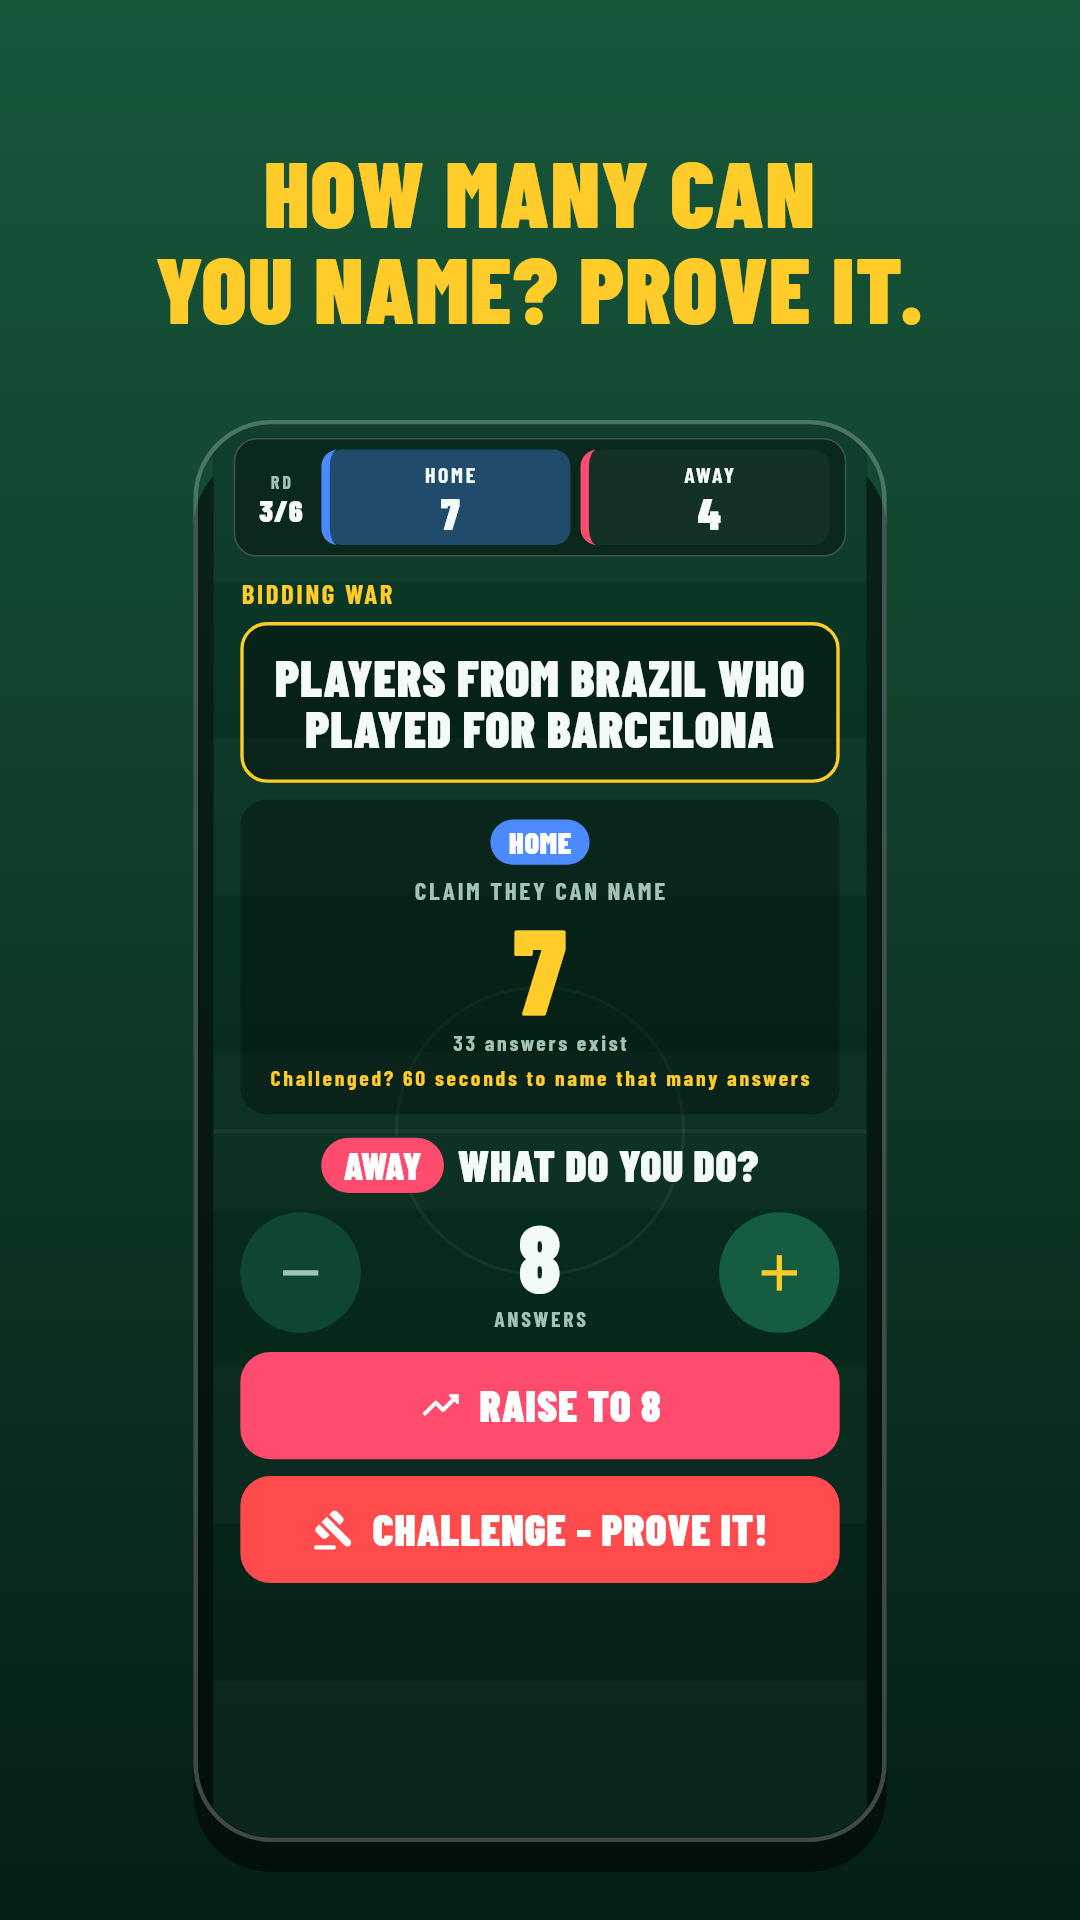 HOW MANY CAN
YOU NAME? PROVE IT.
RD
3/6
HOME
7
AWAY
4
BIDDING WAR
PLAYERS FROM BRAZIL WHO
PLAYED FOR BARCELONA
HOME
CLAIM THEY CAN NAME
7
33 answers exist
Challenged? 60 seconds to name that many answers
AWAY WHAT DO YOU DO?
8
ANSWERS
RAISE TO 8
CHALLENGE - PROVE IT!